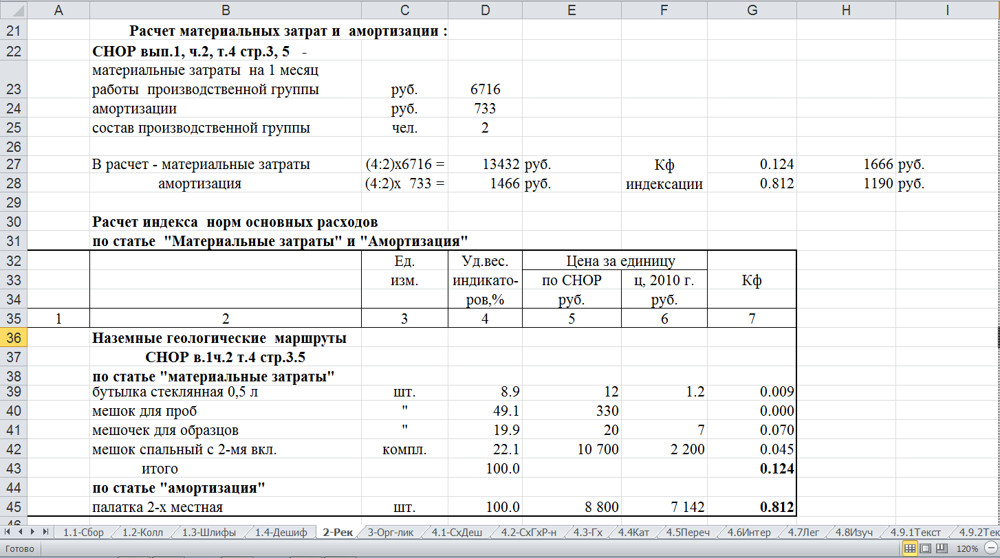 A B C D E F G H I
21 Расчет материальных затрат и амортизации :
22 СНОР вып.1, ч.2, т.4 стр.3, 5 -
материальные затраты на 1 месяц
23 работы производственной группы руб. 6716
24 амортизации руб. 733
25 состав производственной группы чел. 2
26
27 В расчет - материальные затраты (4:2)х6716 = 13432 руб. Кф 0.124 1666 руб.
28 амортизация (4:2)х 733 = 1466 руб. индексации 0.812 1190 руб.
29
30 Расчет индекса норм основных расходов
31 по статье "Материальные затраты" и "Амортизация"
32 Ед. Уд.вес. Цена за единицу
33 изм. индикато- по СНОР ц, 2010 г. Кф
34 ров,% руб. руб.
35 1 2 3 4 5 6 7
36 Наземные геологические маршруты
37 СНОР в.1ч.2 т.4 стр.3.5
38 по статье "материальные затраты"
39 бутылка стеклянная 0,5 л шт. 8.9 12 1.2 0.009
40 мешок для проб " 49.1 330 0.000
41 мешочек для образцов " 19.9 20 7 0.070
42 мешок спальный с 2-мя вкл. компл. 22.1 10 700 2 200 0.045
43 итого 100.0 0.124
44 по статье "амортизация"
45 палатка 2-х местная шт. 100.0 8 800 7 142 0.812
46
1.1-Сбор 1.2-Колл 1.3-Шлифы 1.4-Дешиф 2-Рек 3-Орг-лик 4.1-СхДеш 4.2-СхГхР-н 4.3-Гх 4.4Кат 4.5Переч 4.6Интер 4.7Лег 4.8Изуч 4.9.1Текст 4.9.2Тек
Готово 120%